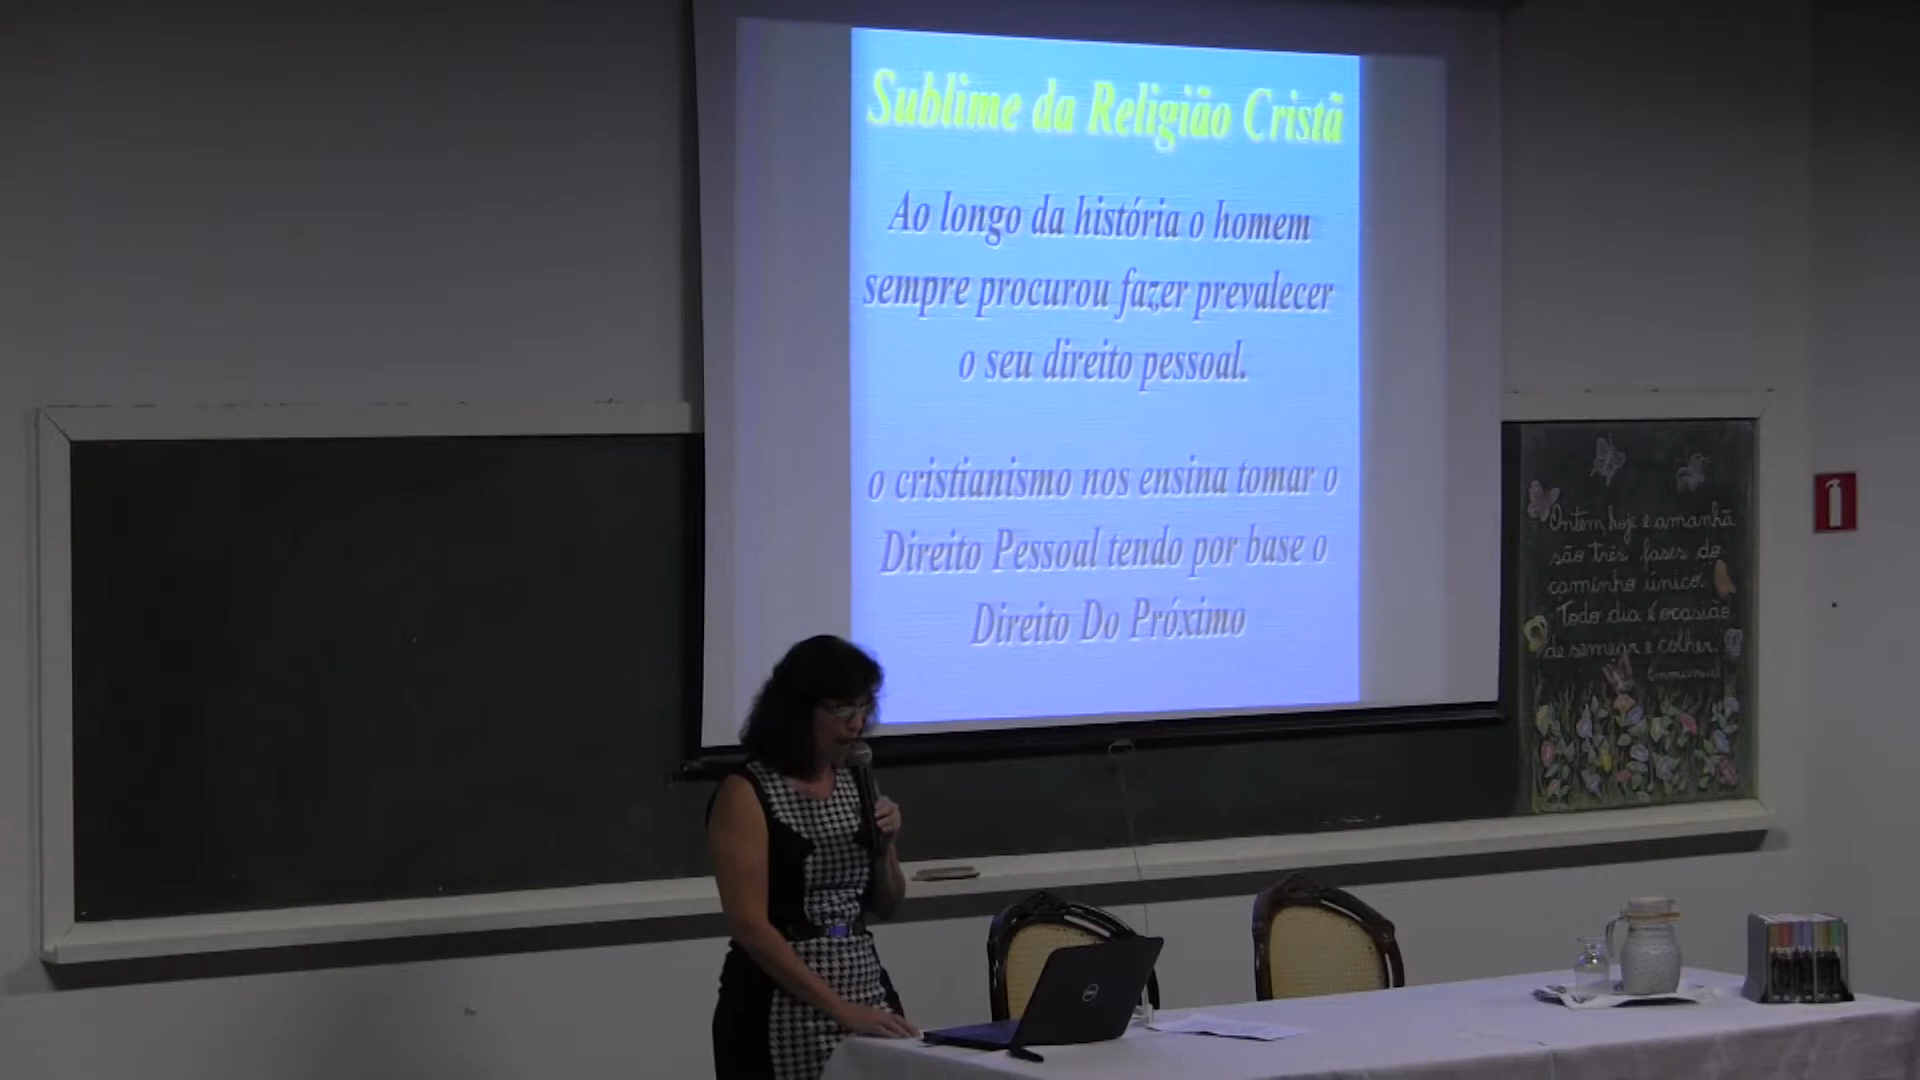 Sublime da Religião Cristã
Ao longo da história o homem
sempre procurou fazer prevalecer
o seu direito pessoal.
o cristianismo nos ensina tomar o
Direito Pessoal tendo por base o
Direito Do Próximo
Ontem hoje e amanhã
são três fases do
caminho único.
Todo dia é ocasião
de semear e colher.
Emmanuel
DELL